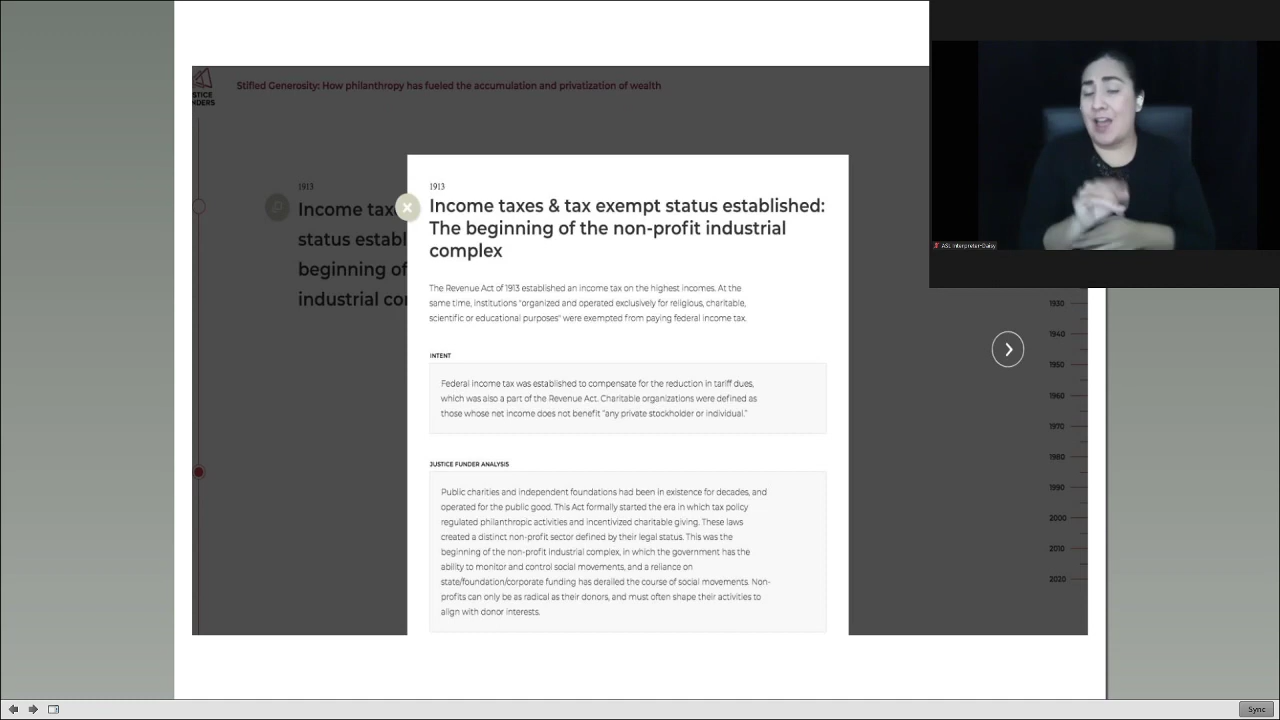 STICE
NDERS
Stifled Generosity: How philanthropy has fueled the accumulation and privatization of wealth
1913
Income tax
status establ
beginning of
industrial co
1913
Income taxes & tax exempt status established:
The beginning of the non-profit industrial
complex
The Revenue Act of 1913 established an income tax on the highest incomes. At the
same time, institutions "organized and operated exclusively for religious, charitable,
scientific or educational purposes" were exempted from paying federal income tax.
INTENT
Federal income tax was established to compensate for the reduction in tariff dues,
which was also a part of the Revenue Act. Charitable organizations were defined as
those whose net income does not benefit "any private stockholder or individual."
JUSTICE FUNDER ANALYSIS
Public charities and independent foundations had been in existence for decades, and
operated for the public good. This Act formally started the era in which tax policy
regulated philanthropic activities and incentivized charitable giving. These laws
created a distinct non-profit sector defined by their legal status. This was the
beginning of the non-profit industrial complex, in which the government has the
ability to monitor and control social movements, and a reliance on
state/foundation/corporate funding has derailed the course of social movements. Non-
profits can only be as radical as their donors, and must often shape their activities to
align with donor interests.
ASL Interpreter-Daisy
1930
1940
1950
1960
1970
1980
1990
2000
2010
2020
Sync